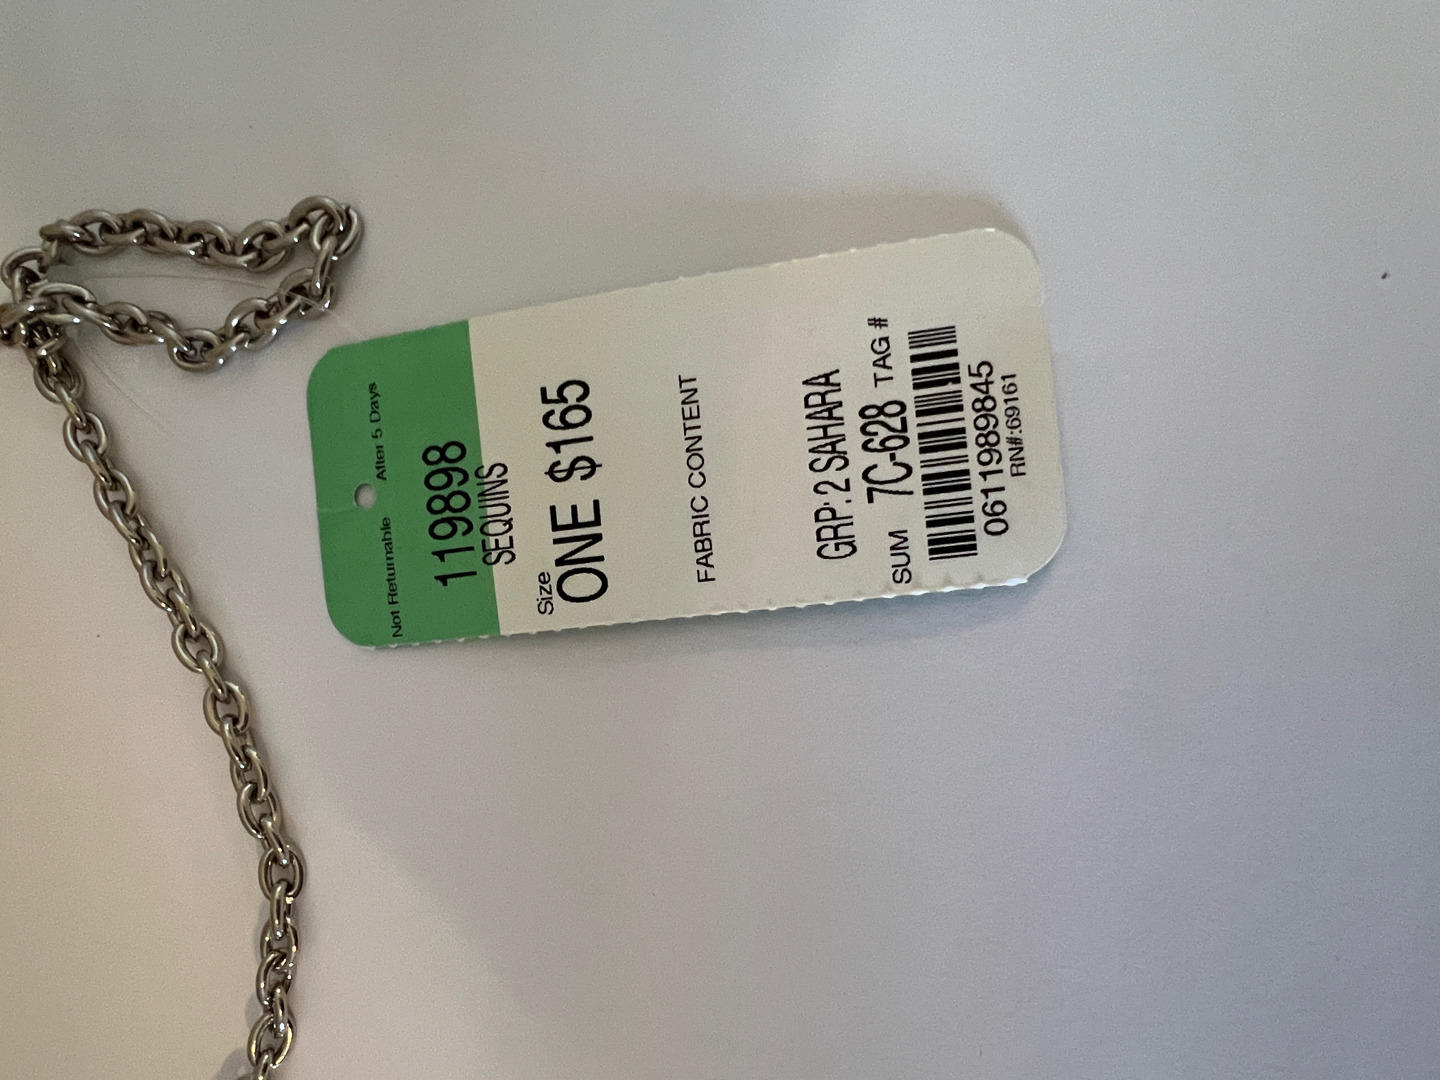 Not Returnable After 5 Days
119898
SEQUINS
Size
ONE $165
FABRIC CONTENT
GRP: 2 SAHARA
SUM 7C-628 TAG #
0611989845
RN#:69161